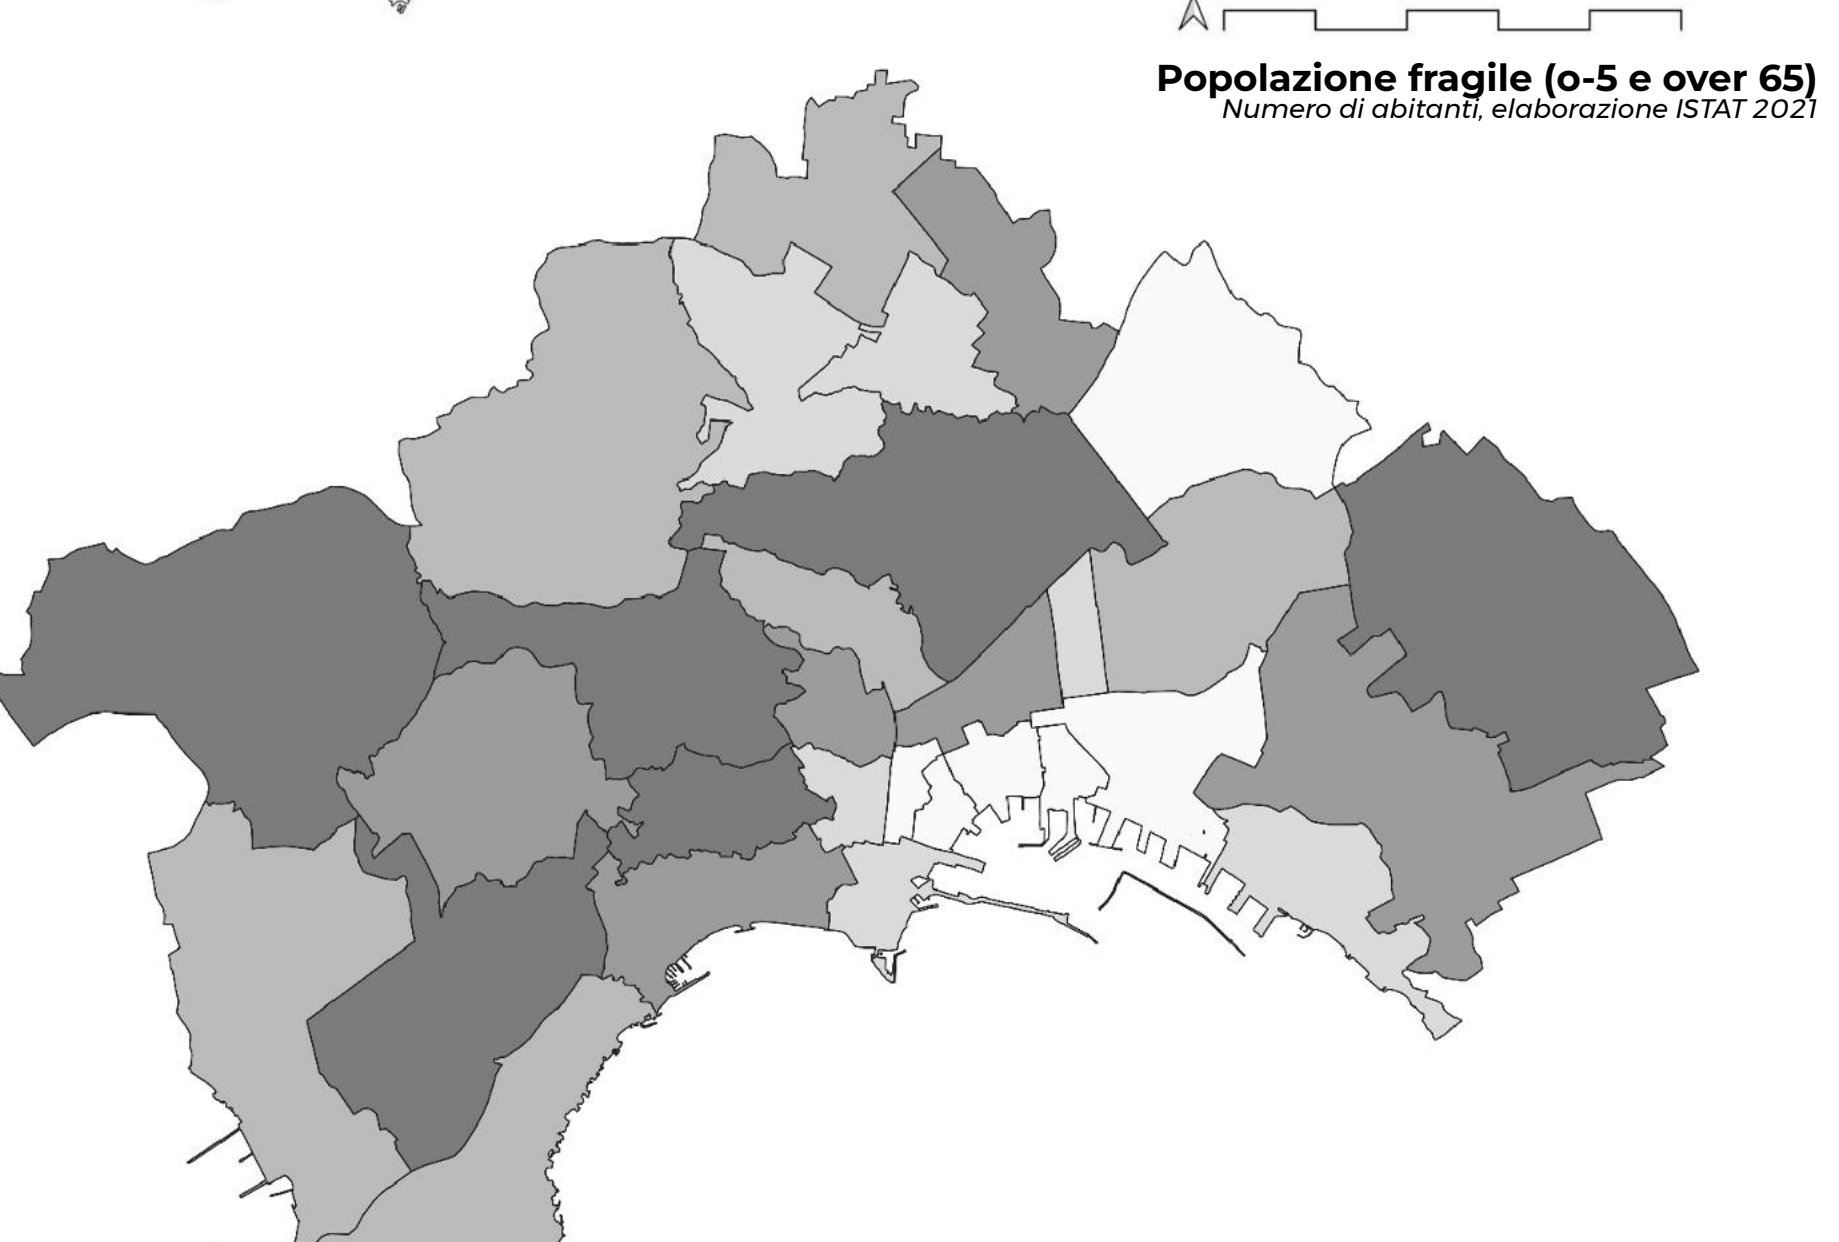 Popolazione fragile (o-5 e over 65)
Numero di abitanti, elaborazione ISTAT 2021